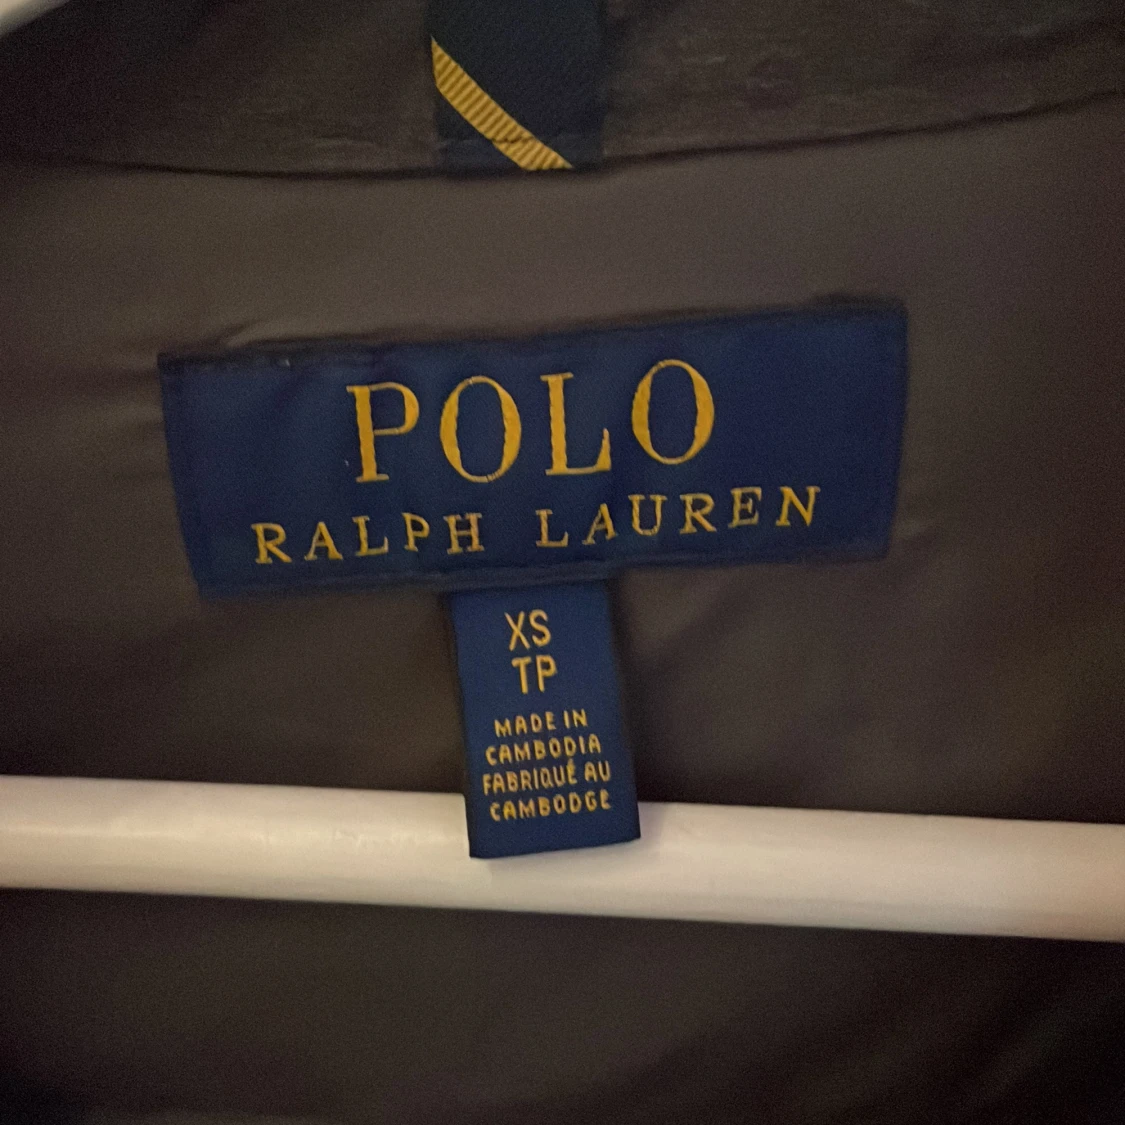 POLO
RALPH LAUREN
XS
TP
MADE IN
CAMBODIA
FABRIQUÉ AU
CAMBODGE